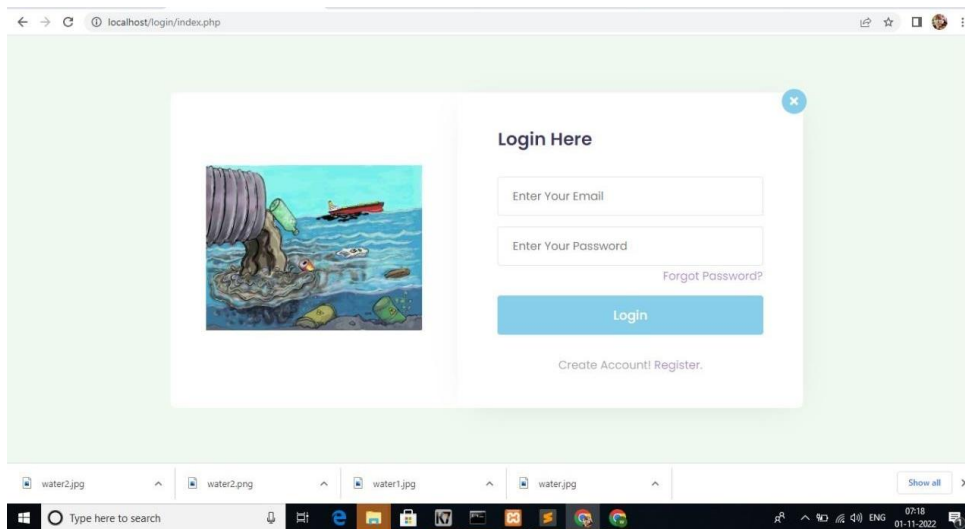 localhost/login/index.php
Login Here
Enter Your Email
Enter Your Password
Forgot Password?
Login
Create Account! Register.
water2.jpg
water2.png
water1.jpg
water.jpg
Show all
Type here to search
K7
ENG
07:18
01-11-2022